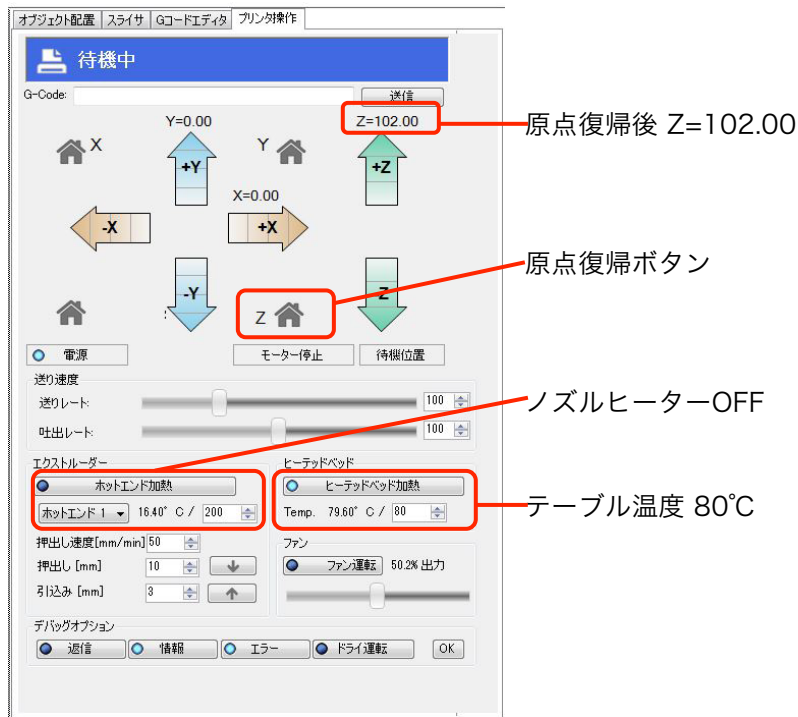 オブジェクト配置 スライサ Gコードエディタ プリンタ操作
待機中
G-Code: 送信
Y=0.00 Z=102.00 原点復帰後 Z=102.00
X Y
+Y +Z
X=0.00
-X +X
原点復帰ボタン
-Y Z
Z
電源 モーター停止 待機位置
送り速度
送りレート: 100
ノズルヒーターOFF
吐出レート: 100
エクストルーダー ヒーテッドベッド
ホットエンド加熱 ヒーテッドベッド加熱
ホットエンド 1 16.40° C / 200 Temp. 79.60° C / 80 テーブル温度 80℃
押出し速度[mm/min] 50 ファン
押出し [mm] 10 ファン運転 50.2% 出力
引込み [mm] 3
デバッグオプション
返信 情報 エラー ドライ運転 OK